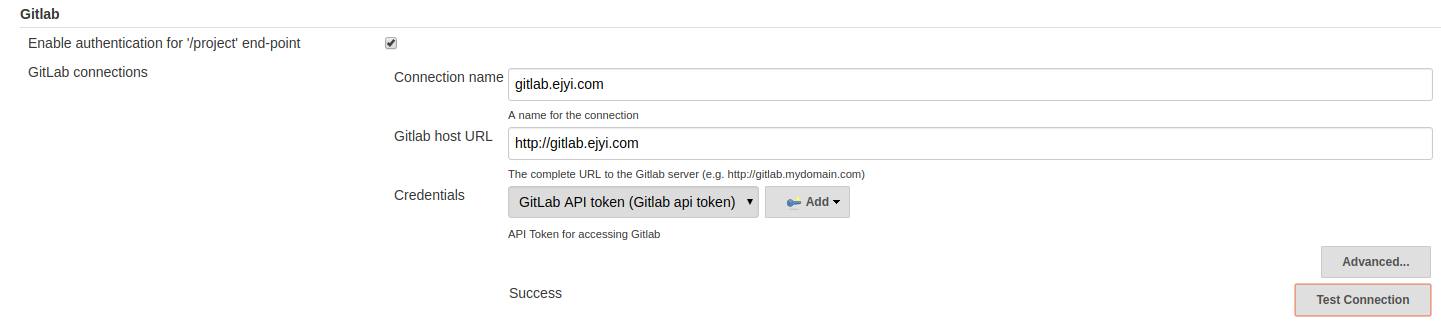 Gitlab
Enable authentication for '/project' end-point
GitLab connections
Connection name
gitlab.ejyi.com
A name for the connection
Gitlab host URL
http://gitlab.ejyi.com
The complete URL to the Gitlab server (e.g. http://gitlab.mydomain.com)
Credentials
GitLab API token (Gitlab api token)
Add
API Token for accessing Gitlab
Advanced...
Success
Test Connection